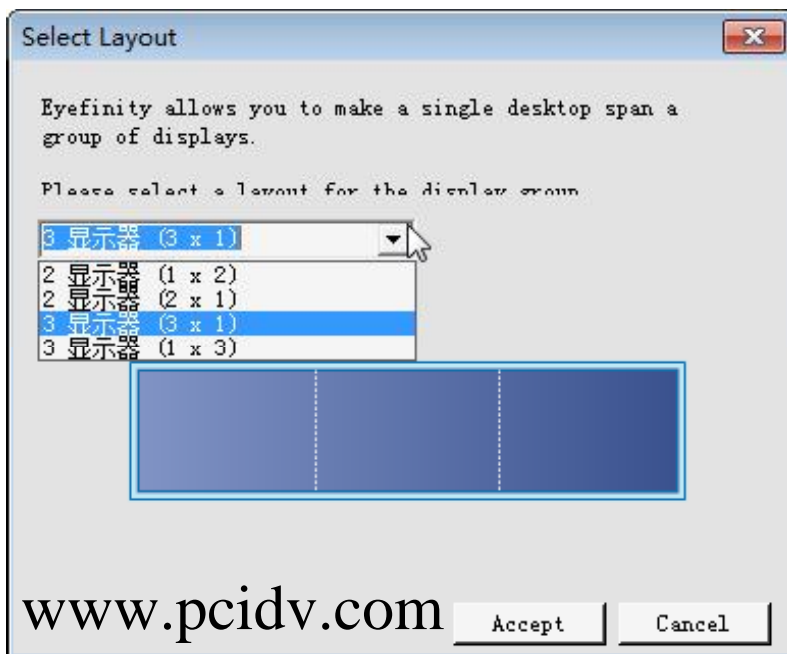 Select Layout
Eyefinity allows you to make a single desktop span a
group of displays.
Please select a layout for the display group
3 显示器 (3 x 1)
2 显示器 (1 x 2)
2 显示器 (2 x 1)
3 显示器 (3 x 1)
3 显示器 (1 x 3)
www.pcidv.com
Accept
Cancel